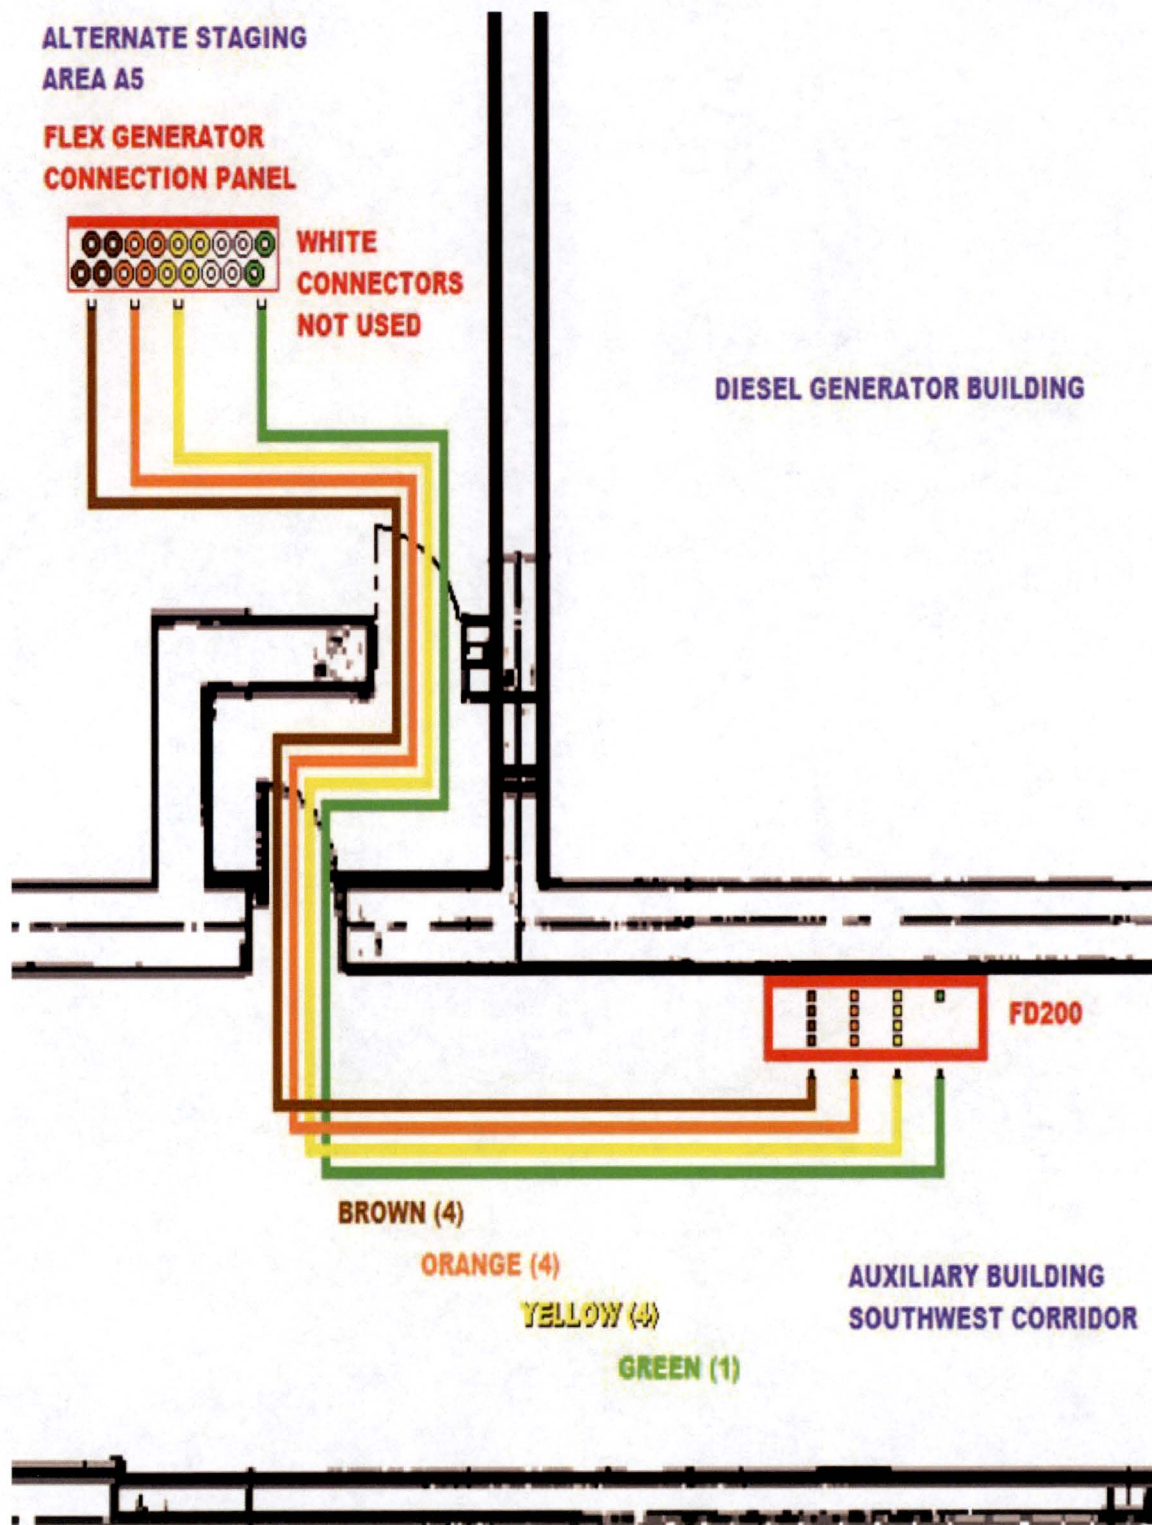 ALTERNATE STAGING
AREA A5
FLEX GENERATOR
CONNECTION PANEL
WHITE
CONNECTORS
NOT USED
DIESEL GENERATOR BUILDING
FD200
BROWN (4)
ORANGE (4)
YELLOW (4)
GREEN (1)
AUXILIARY BUILDING
SOUTHWEST CORRIDOR